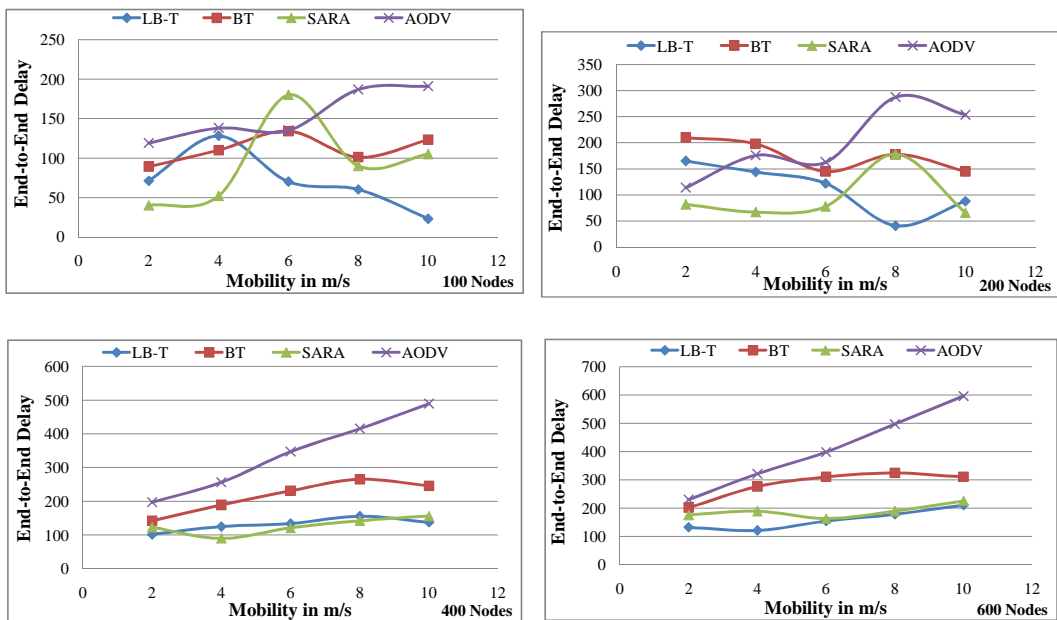 LB-T BT SARA AODV
250
200
150
100
50
0
0 2 4 6 8 10 12
End-to-End Delay
Mobility in m/s
100 Nodes
LB-T BT SARA AODV
350
300
250
200
150
100
50
0
0 2 4 6 8 10 12
End-to-End Delay
Mobility in m/s
200 Nodes
LB-T BT SARA AODV
600
500
400
300
200
100
0
0 2 4 6 8 10 12
End-to-End Delay
Mobility in m/s
400 Nodes
LB-T BT SARA AODV
700
600
500
400
300
200
100
0
0 2 4 6 8 10 12
End-to-End Delay
Mobility in m/s
600 Nodes